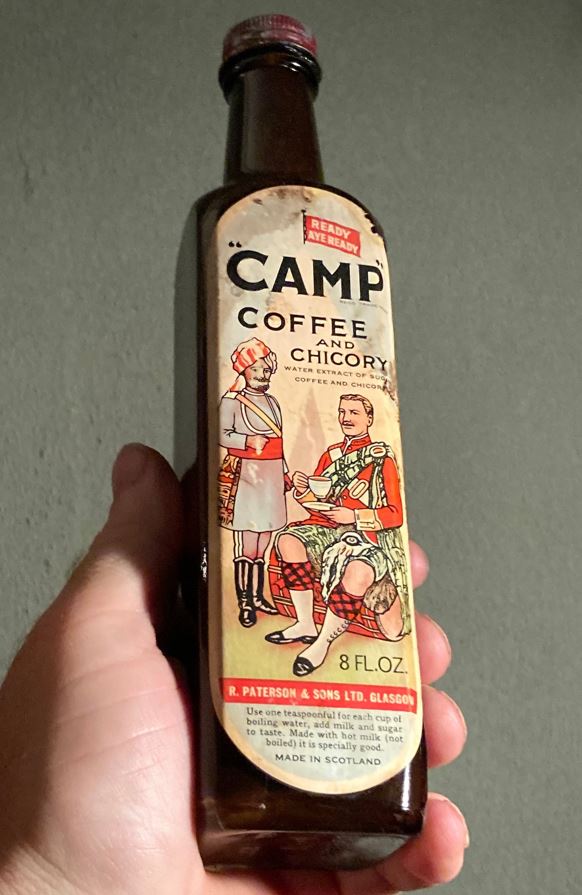 READY
AYE READY
"CAMP"
COFFEE
AND
CHICORY
WATER EXTRACT OF
COFFEE AND
8 FL.OZ.
R. PATERSON & SONS LTD. GLASGOW
Use one teaspoonful for each cup of
boiling water, add milk and sugar
to taste. Made with hot milk (not
boiled) it is specially good.
MADE IN SCOTLAND